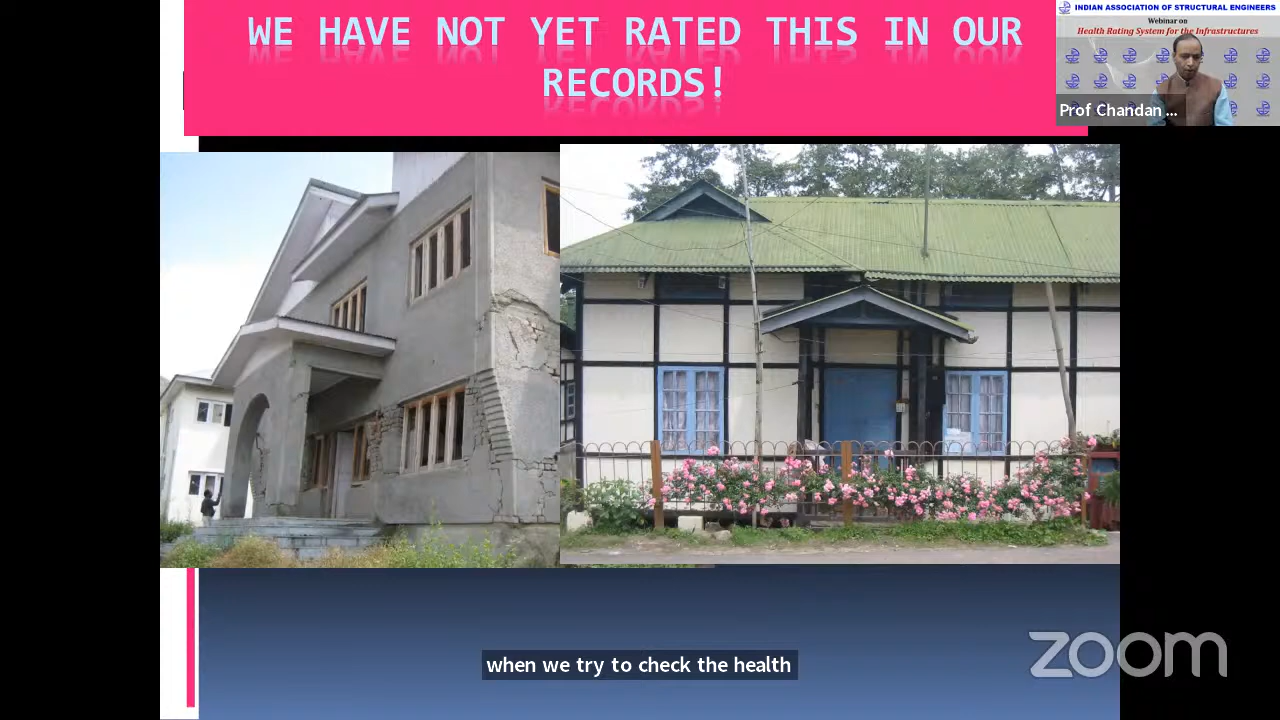 WE HAVE NOT YET RATED THIS IN OUR
RECORDS!
INDIAN ASSOCIATION OF STRUCTURAL ENGINEERS
Webinar on
Health Rating System for the Infrastructures
Prof Chandan ...
when we try to check the health
zoom